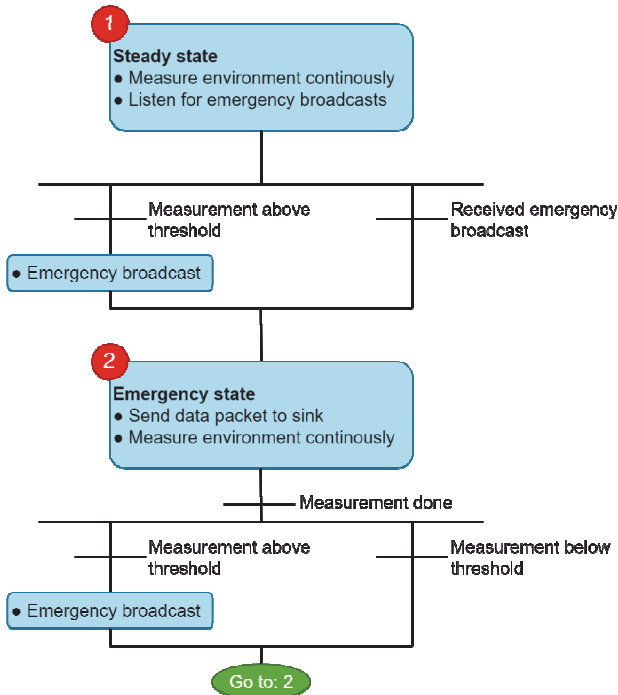 1
Steady state
● Measure environment continously
● Listen for emergency broadcasts
Measurement above
threshold
Received emergency
broadcast
● Emergency broadcast
2
Emergency state
● Send data packet to sink
● Measure environment continously
Measurement done
Measurement above
threshold
Measurement below
threshold
● Emergency broadcast
Go to: 2